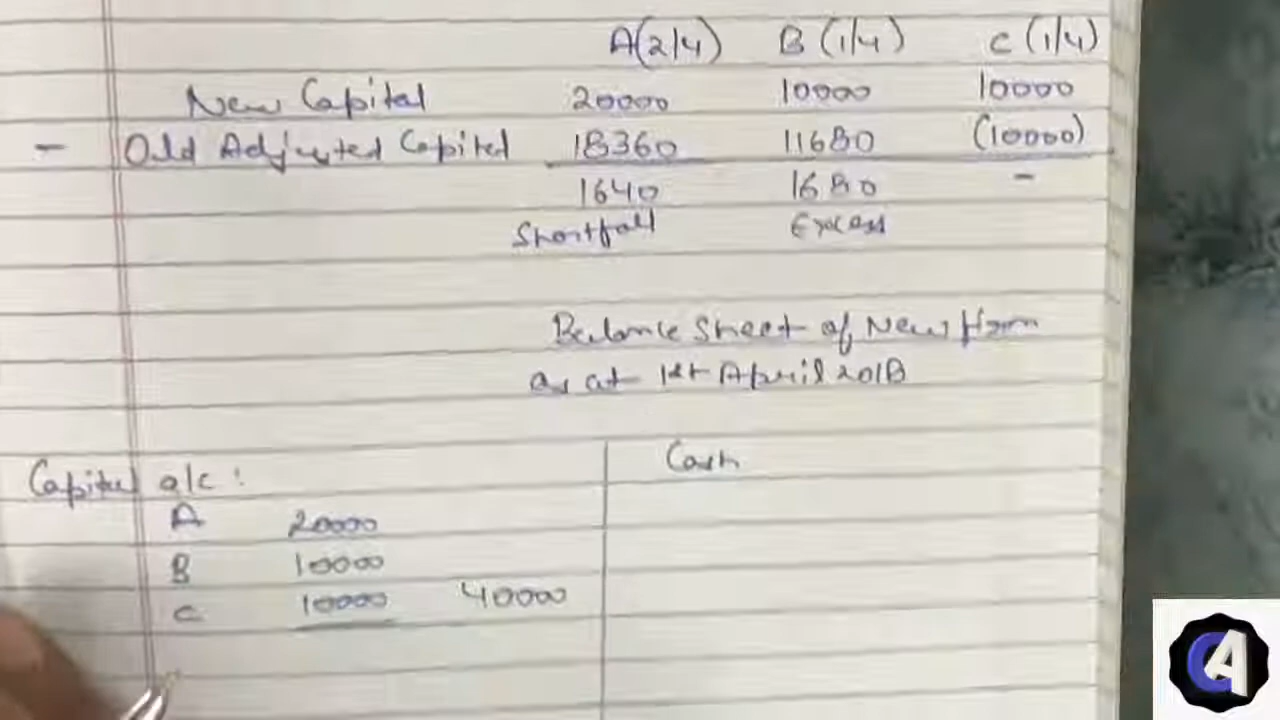 A(2/4) B (1/4) C (1/4)
New Capital 20000 10000 10000
- Old Adjusted Capital 18360 11680 (10000)
1640 1680 -
Shortfall Excess
Balance Sheet of New Firm
as at 1st April 2018
Capital a/c : Cash
A 20000
B 10000
C 10000 40000
CA